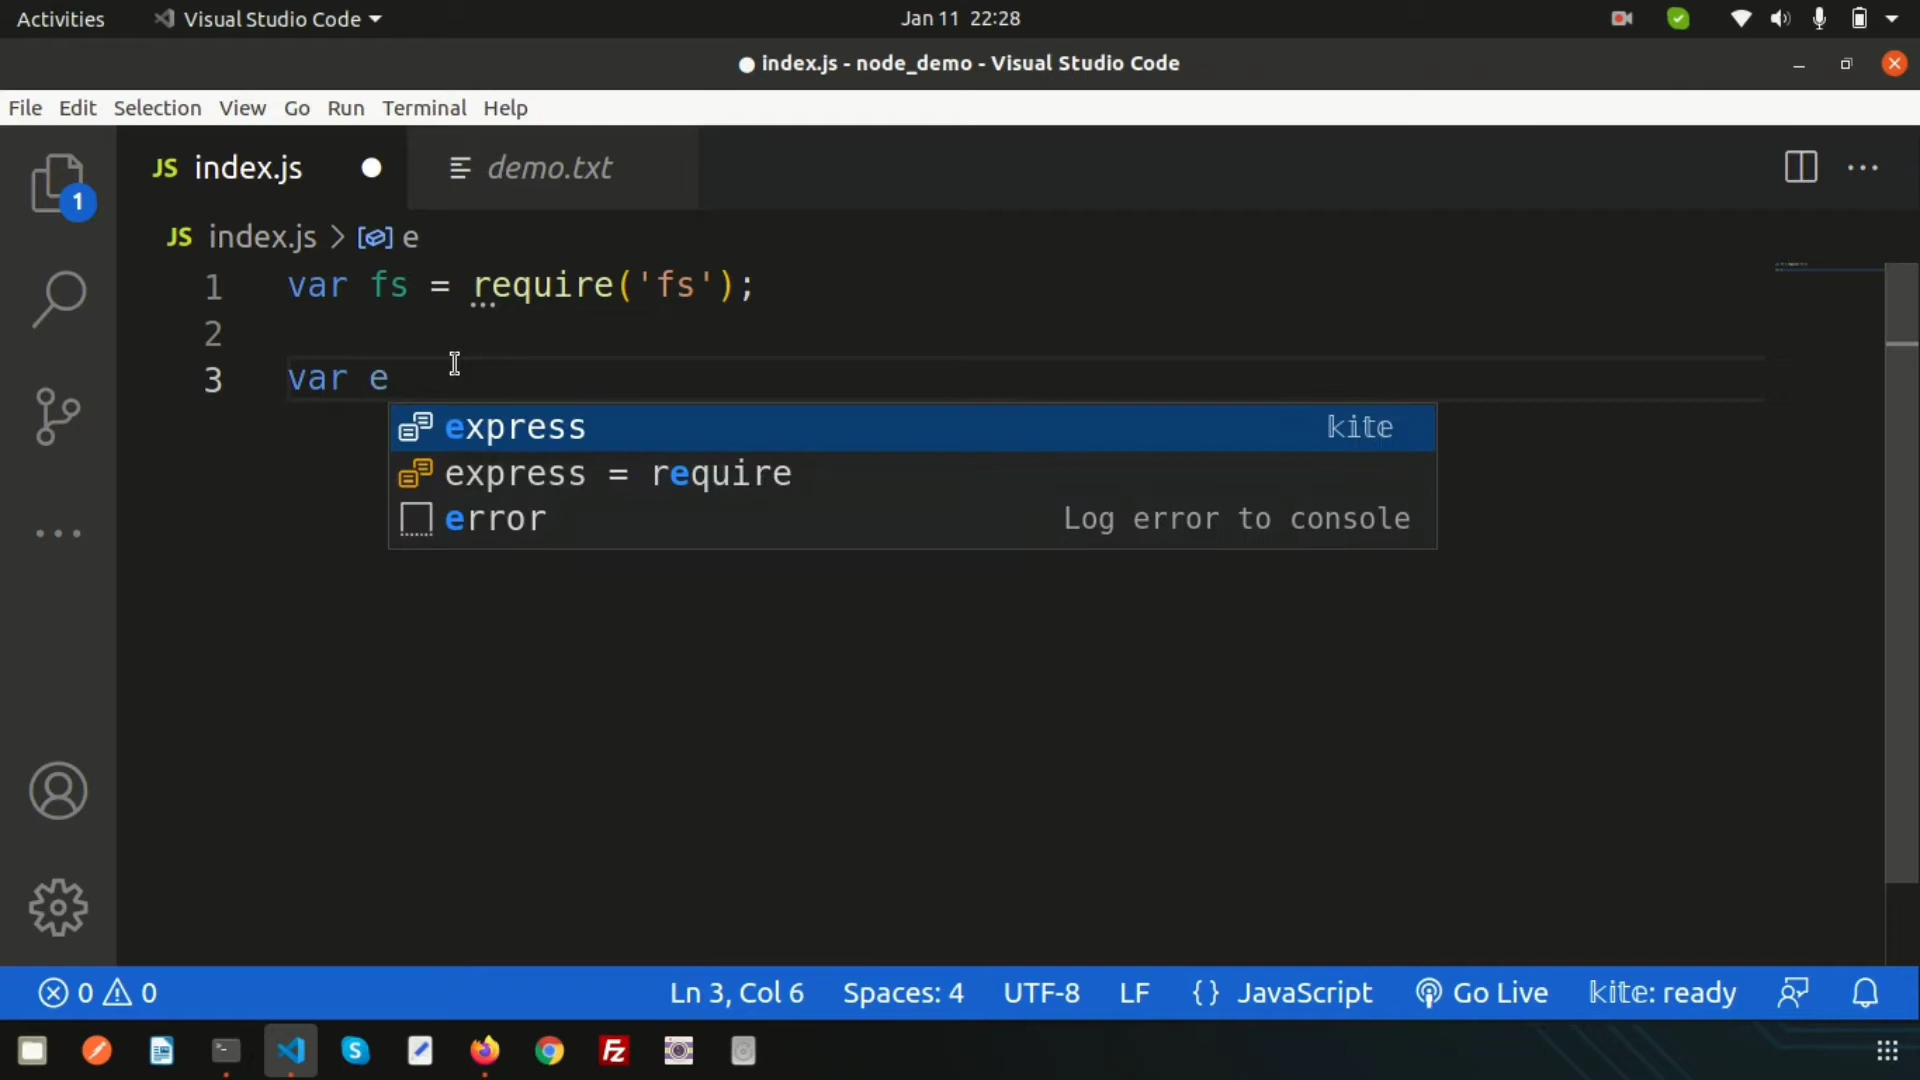 Activities Visual Studio Code Jan 11 22:28
● index.js - node_demo - Visual Studio Code
File Edit Selection View Go Run Terminal Help
JS index.js demo.txt
1
JS index.js > e
1 var fs = require('fs');
2
3 var e
express kite
express = require
error Log error to console
0 0 Ln 3, Col 6 Spaces: 4 UTF-8 LF {} JavaScript Go Live kite: ready
S Fz